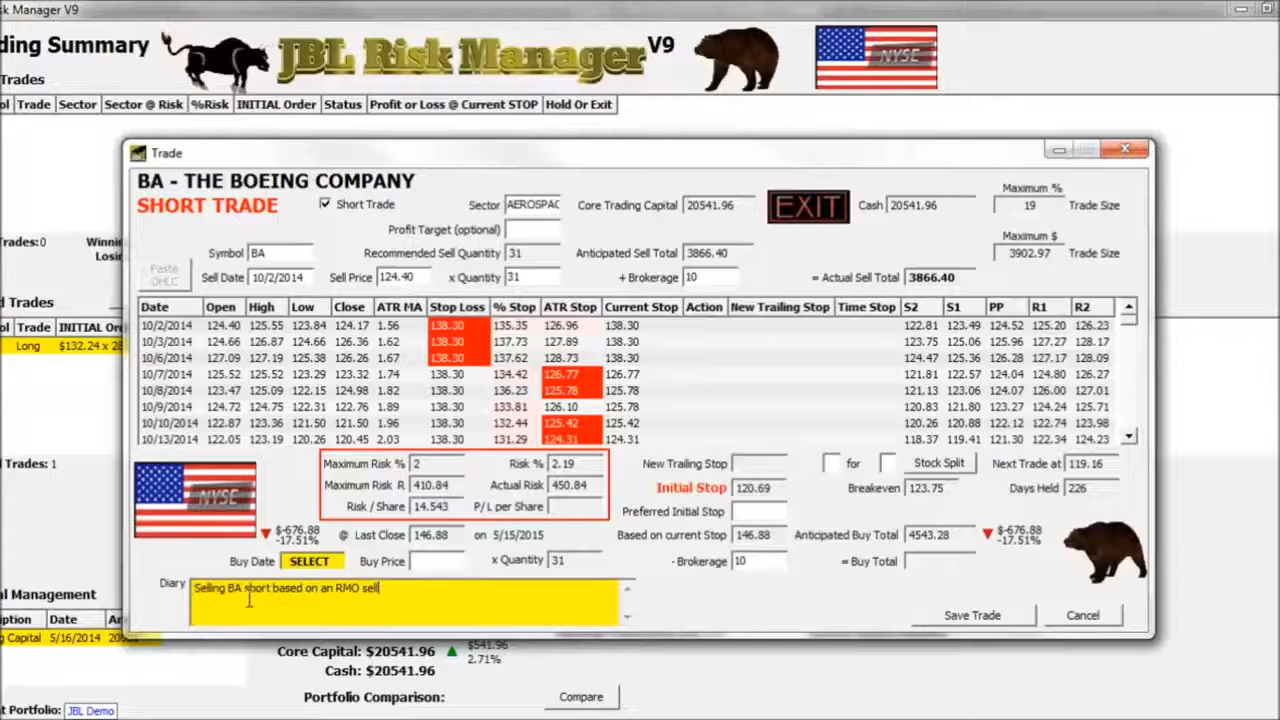 sk Manager V9
ding Summary
JBL Risk Manager V9
NYSE
Trades
ol Trade Sector Sector @ Risk %Risk INITIAL Order Status Profit or Loss @ Current STOP Hold Or Exit
Trade
BA - THE BOEING COMPANY
SHORT TRADE
Short Trade
Sector AEROSPAC
Core Trading Capital 20541.96
EXIT
Cash 20541.96
Maximum %
19 Trade Size
Profit Target (optional)
Maximum $
3902.97 Trade Size
Symbol BA
Recommended Sell Quantity 31
Anticipated Sell Total 3866.40
Paste OHLC
Sell Date 10/2/2014 Sell Price 124.40 x Quantity 31 + Brokerage 10 = Actual Sell Total 3866.40
Date Open High Low Close ATR MA Stop Loss % Stop ATR Stop Current Stop Action New Trailing Stop Time Stop S2 S1 PP R1 R2
10/2/2014 124.40 125.55 123.84 124.17 1.56 138.30 135.35 126.96 138.30 122.81 123.49 124.52 125.20 126.23
10/3/2014 124.66 126.87 124.66 126.36 1.62 138.30 137.73 127.89 138.30 123.75 125.06 125.96 127.27 128.17
10/6/2014 127.09 127.19 125.38 126.26 1.67 138.30 137.62 128.73 138.30 124.47 125.36 126.28 127.17 128.09
10/7/2014 125.52 125.52 123.29 123.32 1.74 138.30 134.42 126.77 126.77 121.81 122.57 124.04 124.80 126.27
10/8/2014 123.47 125.09 122.15 124.98 1.82 138.30 136.23 125.78 125.78 121.13 123.06 124.07 126.00 127.01
10/9/2014 124.72 124.75 122.31 122.76 1.89 138.30 133.81 126.10 125.78 120.83 121.80 123.27 124.24 125.71
10/10/2014 122.87 123.36 121.50 121.50 1.96 138.30 132.44 125.42 125.42 120.26 120.88 122.12 122.74 123.98
10/13/2014 122.05 123.19 120.26 120.45 2.03 138.30 131.29 124.31 124.31 118.37 119.41 121.30 122.34 124.23
NYSE
Maximum Risk % 2 Risk % 2.19
Maximum Risk R 410.84 Actual Risk 450.84
Risk / Share 14.543 P/L per Share
New Trailing Stop
for
Stock Split
Next Trade at 119.16
Initial Stop 120.69
Breakeven 123.75
Days Held 226
Preferred Initial Stop
$-676.88
-17.51%
@ Last Close 146.88 on 5/15/2015
Based on current Stop 146.88
Anticipated Buy Total 4543.28
$-676.88
-17.51%
Buy Date SELECT Buy Price x Quantity 31 - Brokerage 10 = Buy Total
Diary Selling BA short based on an RMO sell
Save Trade
Cancel
Trades:0 Winnin
Losin
d Trades
ol Trade INITIAL Ord
Long $132.24 x 28
Trades: 1
al Management
ription Date Am
g Capital 5/16/2014 200
Core Capital: $20541.96
$541.96
2.71%
Cash: $20541.96
Portfolio Comparison:
Compare
nt Portfolio: JBL Demo